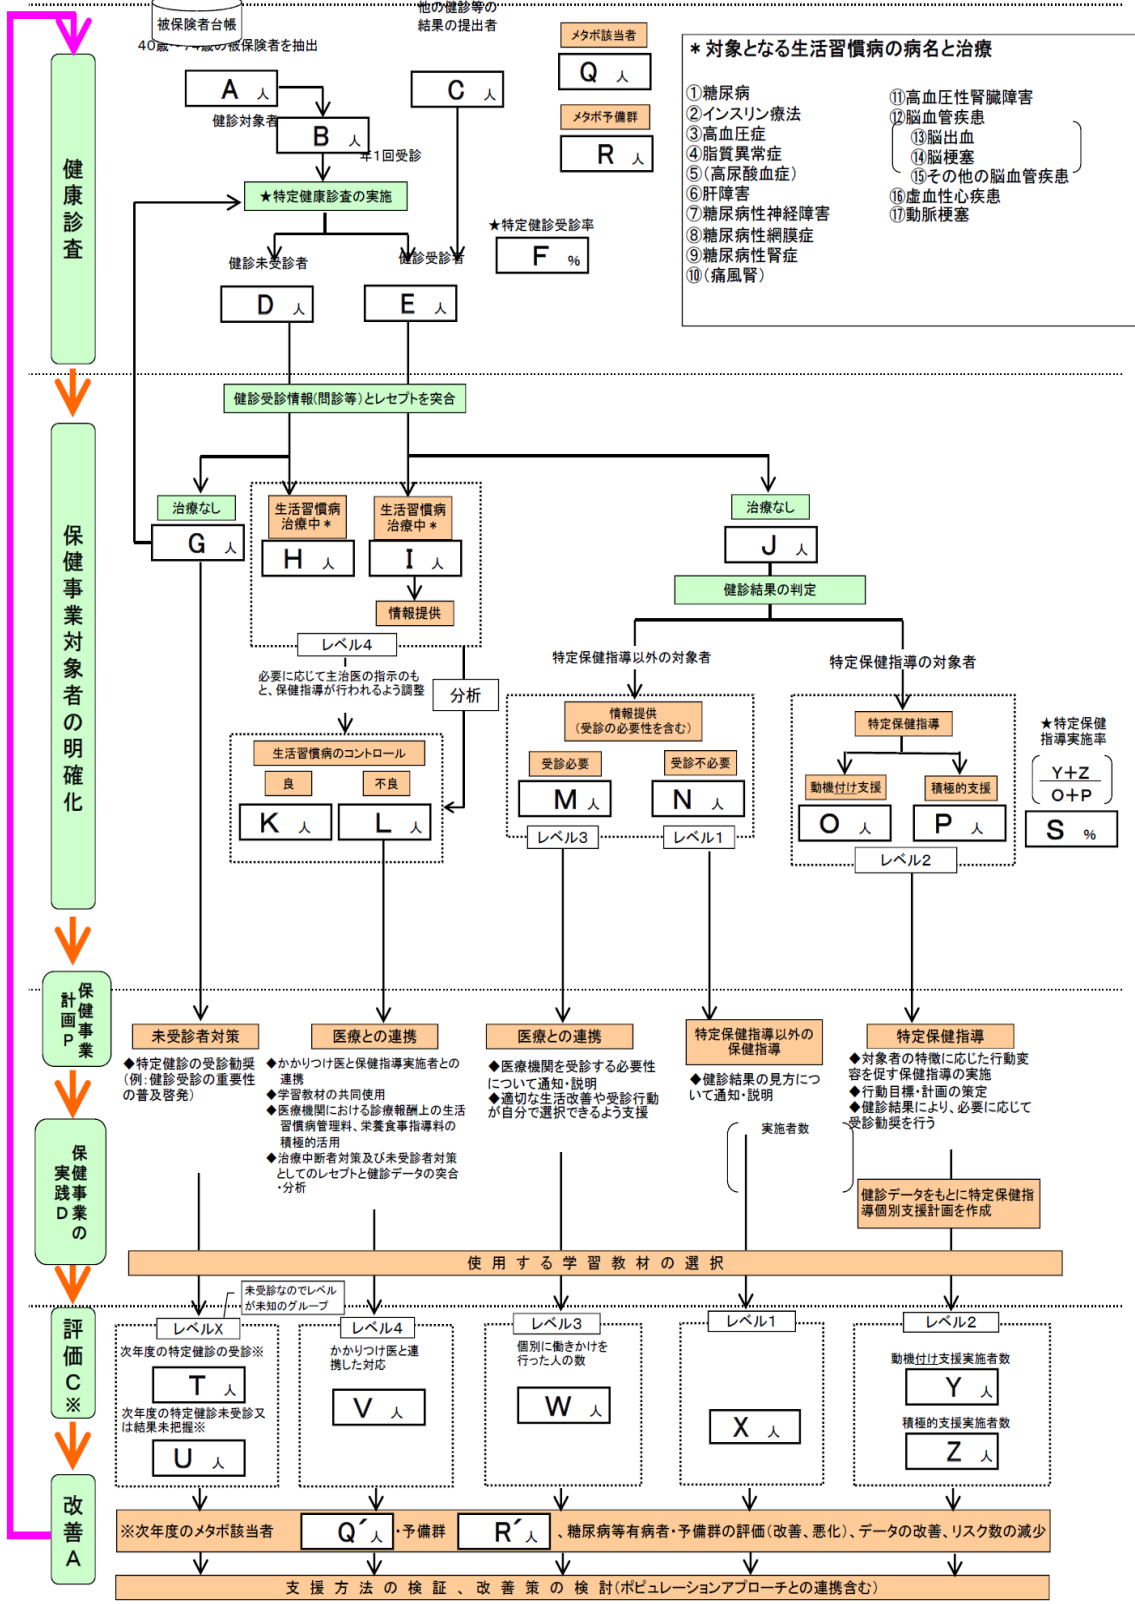 被保険者台帳
他の健診等の
結果の提出者
40歳～74歳の被保険者を抽出
A 人
C 人
健診対象者
B 人
年1回受診
★特定健康診査の実施
健診未受診者
健診受診者
D 人
E 人
メタボ該当者
Q 人
メタボ予備群
R 人
★特定健診受診率
F %
＊対象となる生活習慣病の病名と治療
①糖尿病
②インスリン療法
③高血圧症
④脂質異常症
⑤(高尿酸血症)
⑥肝障害
⑦糖尿病性神経障害
⑧糖尿病性網膜症
⑨糖尿病性腎症
⑩(痛風腎)
⑪高血圧性腎臓障害
⑫脳血管疾患
⑬脳出血
⑭脳梗塞
⑮その他の脳血管疾患
⑯虚血性心疾患
⑰動脈梗塞
健康診査
健診受診情報(問診等)とレセプトを突合
治療なし
G 人
生活習慣病
治療中＊
H 人
生活習慣病
治療中＊
I 人
情報提供
レベル4
治療なし
J 人
健診結果の判定
必要に応じて主治医の指示のも
と、保健指導が行われるよう調整
分析
生活習慣病のコントロール
良
不良
K 人
L 人
特定保健指導以外の対象者
情報提供
(受診の必要性を含む)
受診必要
受診不必要
M 人
N 人
レベル3
レベル1
特定保健指導の対象者
特定保健指導
動機付け支援
積極的支援
O 人
P 人
レベル2
★特定保健
指導実施率
Y+Z
O+P
S %
保健事業対象者の明確化
保健事業
計画P
未受診者対策
◆特定健診の受診勧奨
(例：健診受診の重要性
の普及啓発)
医療との連携
◆かかりつけ医と保健指導実施者との
連携
◆学習教材の共同使用
◆医療機関における診療報酬上の生活
習慣病管理料、栄養食事指導料の
積極的活用
◆治療中断者対策及び未受診者対策
としてのレセプトと健診データの突合
・分析
医療との連携
◆医療機関を受診する必要性
について通知・説明
◆適切な生活改善や受診行動
が自分で選択できるよう支援
特定保健指導以外の
保健指導
◆健診結果の見方につ
いて通知・説明
実施者数
特定保健指導
◆対象者の特徴に応じた行動変
容を促す保健指導の実施
◆行動目標・計画の策定
◆健診結果により、必要に応じて
受診勧奨を行う
健診データをもとに特定保健指
導個別支援計画を作成
保健事業の
実践D
使用する学習教材の選択
未受診なのでレベル
が未知のグループ
評価C※
レベルX
次年度の特定健診の受診※
T 人
次年度の特定健診未受診又
は結果未把握※
U 人
レベル4
かかりつけ医と連
携した対応
V 人
レベル3
個別に働きかけを
行った人の数
W 人
レベル1
X 人
レベル2
動機付け支援実施者数
Y 人
積極的支援実施者数
Z 人
改善A
※次年度のメタボ該当者 Q´人 ・予備群 R´人 、糖尿病等有病者・予備群の評価(改善、悪化)、データの改善、リスク数の減少
支援方法の検証、改善策の検討(ポピュレーションアプローチとの連携含む)